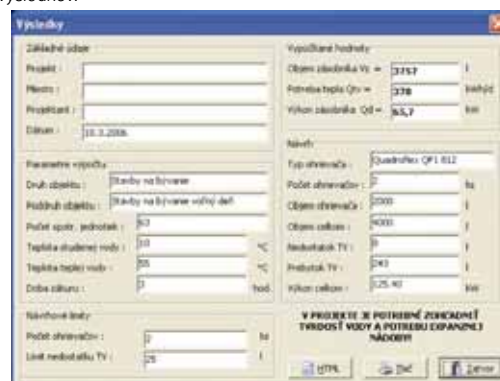 Výsledky
Základné údaje
Projekt :
Miesto :
Projektant :
Dátum : 10.3.2006
Parametre výpočtu
Druh objektu : Stavby na bývanie
Poddruh objektu : Stavby na bývanie voľný deň
Počet spotr. jednotiek : 63
Teplota studenej vody : 10 °C
Teplota teplej vody : 55 °C
Doba záturu : 3 hod
Návrhové limity
Počet ohrievačov : 2 ks
Limit nedostatku TV : 25 l
Vypočítané hodnoty
Objem zásobníka Vz = 3757 l
Potreba tepla Qtv = 378 kWh/d
Výkon zásobníka Qd = 65,7 kW
Návrh
Typ ohrievača : Quadroflex QF1 812
Počet ohrievačov : 2 ks
Objem ohrievača : 2000 l
Objem celkom : 4000 l
Nedostatok TV : 0 l
Prebytok TV : 243 l
Výkon celkom : 125.40 kW
V PROJEKTE JE POTREBNÉ ZOHĽADNIŤ
TVRDOSŤ VODY A POTREBU EXPANZNEJ
NÁDOBY!
HTML Tlač Zatvor